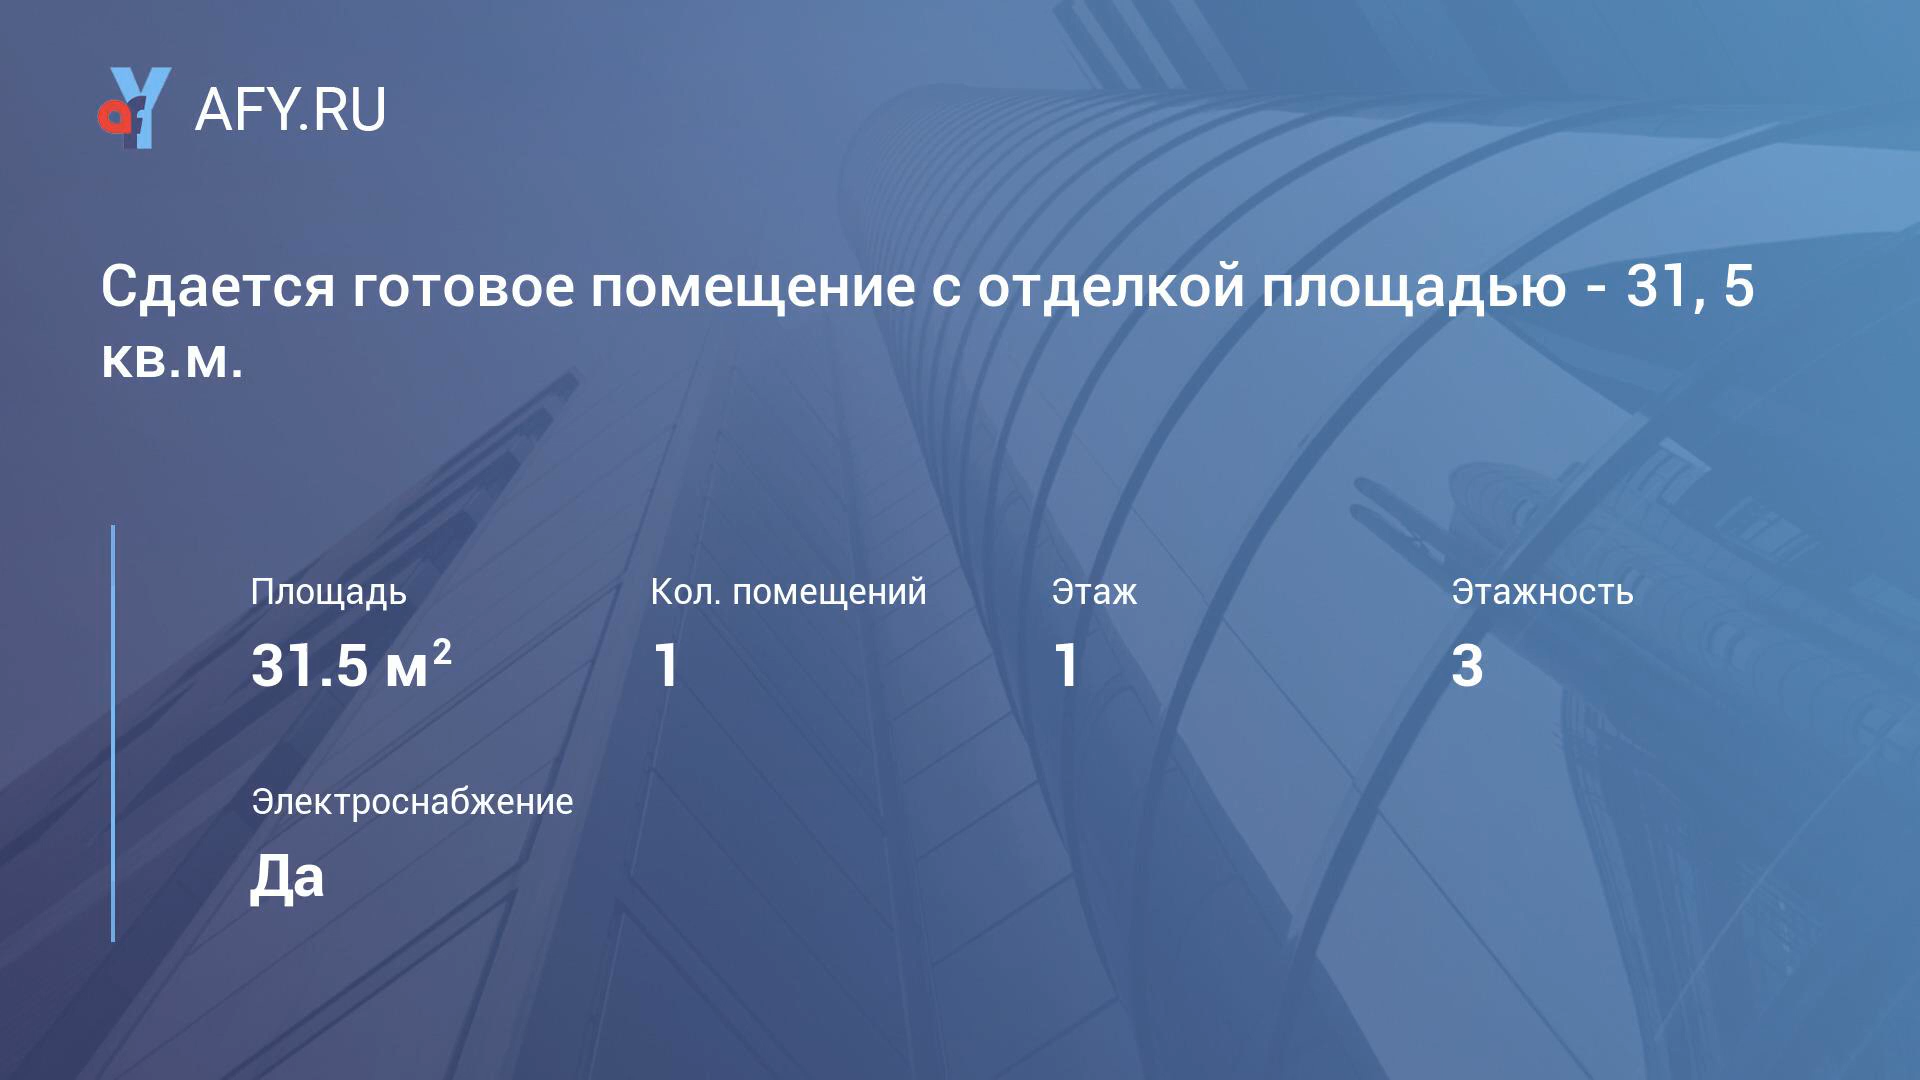 aYf AFY.RU
Сдается готовое помещение с отделкой площадью - 31, 5
кв.м.
Площадь
31.5 м²
Кол. помещений
1
Этаж
1
Этажность
3
Электроснабжение
Да